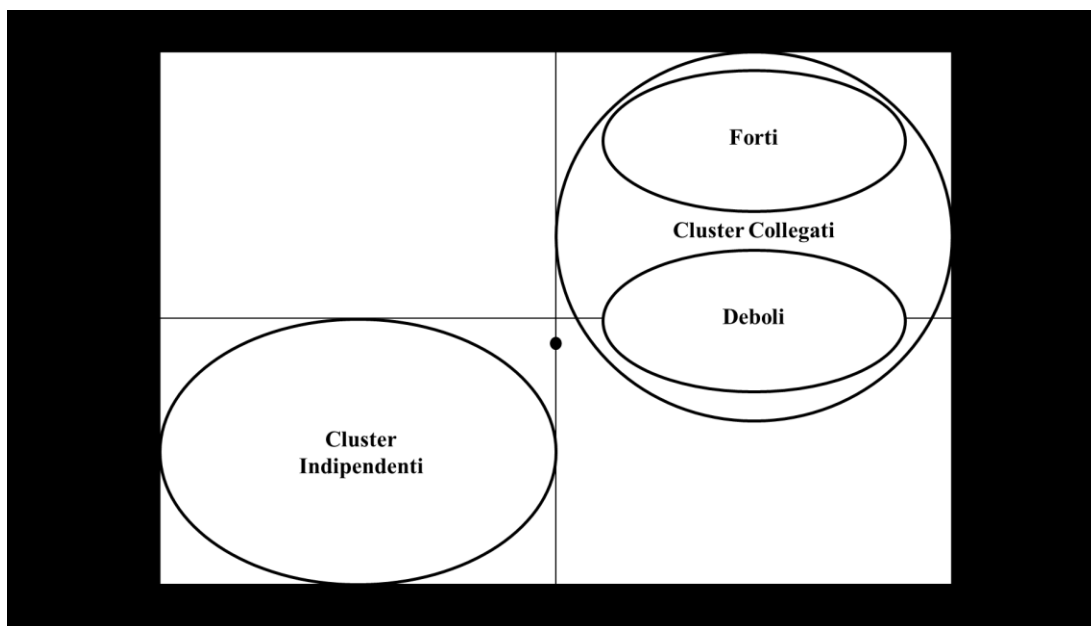 Forti
Cluster Collegati
Deboli
Cluster
Indipendenti